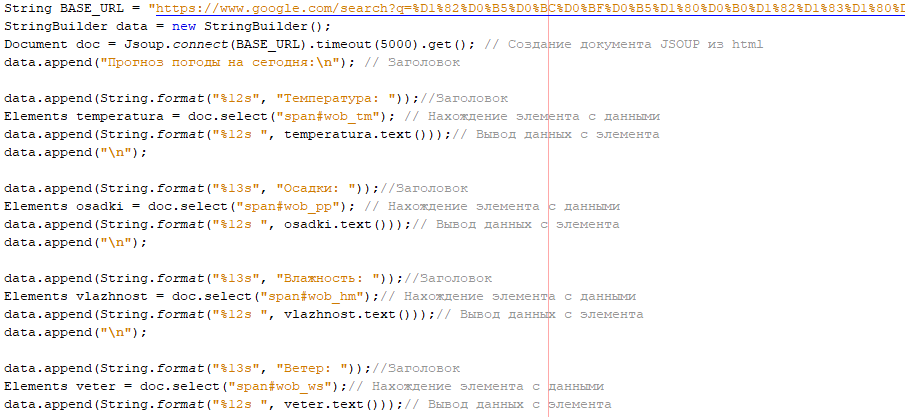 String BASE_URL = "https://www.google.com/search?q=%D1%82%D0%B5%D0%BC%D0%BF%D0%B5%D1%80%D0%B0%D1%82%D1%83%D1%80%D
StringBuilder data = new StringBuilder();
Document doc = Jsoup.connect(BASE_URL).timeout(5000).get(); // Создание документа JSOUP из html
data.append("Прогноз погоды на сегодня:\n"); // Заголовок
data.append(String.format("%12s", "Температура: "));//Заголовок
Elements temperatura = doc.select("span#wob_tm"); // Нахождение элемента с данными
data.append(String.format("%12s ", temperatura.text()));// Вывод данных с элемента
data.append("\n");
data.append(String.format("%13s", "Осадки: "));//Заголовок
Elements osadki = doc.select("span#wob_pp"); // Нахождение элемента с данными
data.append(String.format("%12s ", osadki.text()));// Вывод данных с элемента
data.append("\n");
data.append(String.format("%13s", "Влажность: "));//Заголовок
Elements vlazhnost = doc.select("span#wob_hm");// Нахождение элемента с данными
data.append(String.format("%12s ", vlazhnost.text()));// Вывод данных с элемента
data.append("\n");
data.append(String.format("%13s", "Ветер: "));//Заголовок
Elements veter = doc.select("span#wob_ws");// Нахождение элемента с данными
data.append(String.format("%12s ", veter.text()));// Вывод данных с элемента